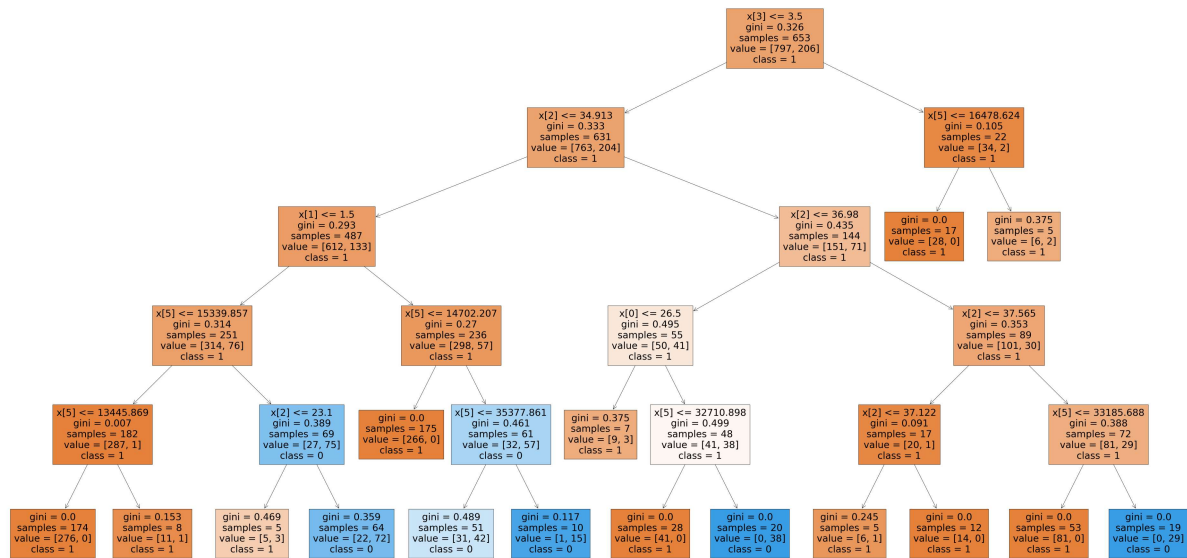 x[3] <= 3.5
gini = 0.326
samples = 653
value = [797, 206]
class = 1
x[2] <= 34.913
gini = 0.333
samples = 631
value = [763, 204]
class = 1
x[5] <= 16478.624
gini = 0.105
samples = 22
value = [34, 2]
class = 1
x[1] <= 1.5
gini = 0.293
samples = 487
value = [612, 133]
class = 1
x[2] <= 36.98
gini = 0.435
samples = 144
value = [151, 71]
class = 1
gini = 0.0
samples = 17
value = [28, 0]
class = 1
gini = 0.375
samples = 5
value = [6, 2]
class = 1
x[5] <= 15339.857
gini = 0.314
samples = 251
value = [314, 76]
class = 1
x[5] <= 14702.207
gini = 0.27
samples = 236
value = [298, 57]
class = 1
x[0] <= 26.5
gini = 0.495
samples = 55
value = [50, 41]
class = 1
x[2] <= 37.565
gini = 0.353
samples = 89
value = [101, 30]
class = 1
x[5] <= 13445.869
gini = 0.007
samples = 182
value = [287, 1]
class = 1
x[2] <= 23.1
gini = 0.389
samples = 69
value = [27, 75]
class = 0
gini = 0.0
samples = 175
value = [266, 0]
class = 1
x[5] <= 35377.861
gini = 0.461
samples = 61
value = [32, 57]
class = 0
gini = 0.375
samples = 7
value = [9, 3]
class = 1
x[5] <= 32710.898
gini = 0.499
samples = 48
value = [41, 38]
class = 1
x[2] <= 37.122
gini = 0.091
samples = 17
value = [20, 1]
class = 1
x[5] <= 33185.688
gini = 0.388
samples = 72
value = [81, 29]
class = 1
gini = 0.0
samples = 174
value = [276, 0]
class = 1
gini = 0.153
samples = 8
value = [11, 1]
class = 1
gini = 0.469
samples = 5
value = [5, 3]
class = 1
gini = 0.359
samples = 64
value = [22, 72]
class = 0
gini = 0.489
samples = 51
value = [31, 42]
class = 0
gini = 0.117
samples = 10
value = [1, 15]
class = 0
gini = 0.0
samples = 28
value = [41, 0]
class = 1
gini = 0.0
samples = 20
value = [0, 38]
class = 0
gini = 0.245
samples = 5
value = [6, 1]
class = 1
gini = 0.0
samples = 12
value = [14, 0]
class = 1
gini = 0.0
samples = 53
value = [81, 0]
class = 1
gini = 0.0
samples = 19
value = [0, 29]
class = 0